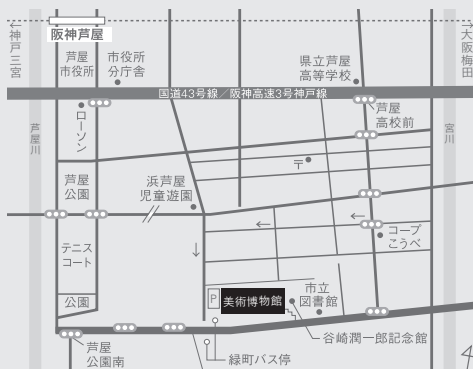 ←神戸三宮
阪神芦屋
→大阪梅田
芦屋
市役所
市役所
分庁舎
県立芦屋
高等学校
国道43号線／阪神高速3号神戸線
芦屋川
ローソン
芦屋
高校前
宮川
〒
芦屋
公園
浜芦屋
児童遊園
コープ
こうべ
テニス
コート
公園
P
美術博物館
市立
図書館
谷崎潤一郎記念館
芦屋
公園南
緑町バス停